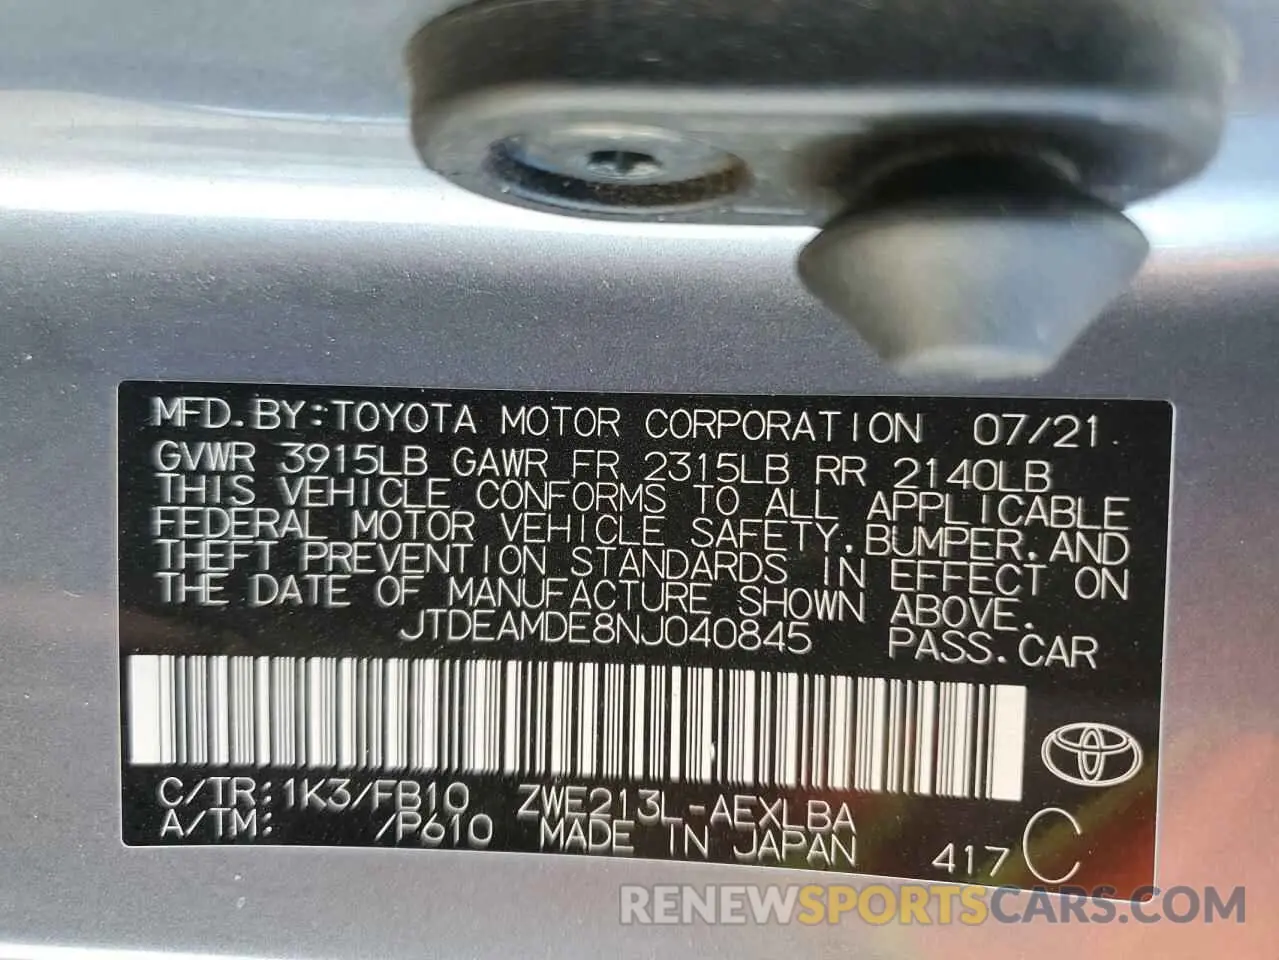 MFD.BY:TOYOTA MOTOR CORPORATION 07/21
GVWR 3915LB GAWR FR 2315LB RR 2140LB
THIS VEHICLE CONFORMS TO ALL APPLICABLE
FEDERAL MOTOR VEHICLE SAFETY.BUMPER.AND
THEFT PREVENTION STANDARDS IN EFFECT ON
THE DATE OF MANUFACTURE SHOWN ABOVE.
JTDEAMDE8NJ040845 PASS.CAR
C/TR:1K3/FB10 ZWE213L-AEXLBA
A/TM: /P610 MADE IN JAPAN 417 C
RENEWSPORTSCARS.COM